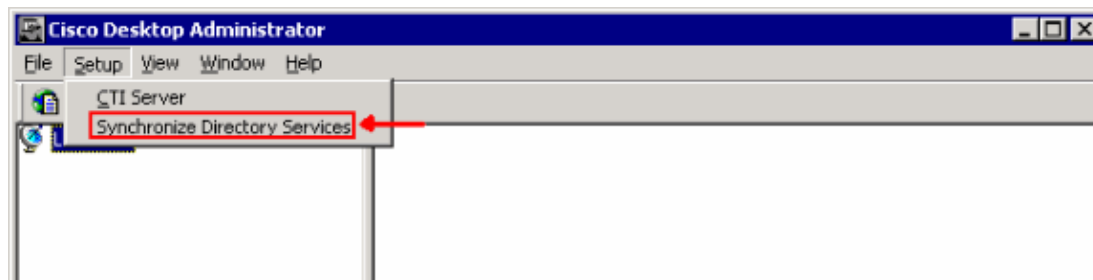 Cisco Desktop Administrator
File Setup View Window Help
CTI Server
Synchronize Directory Services